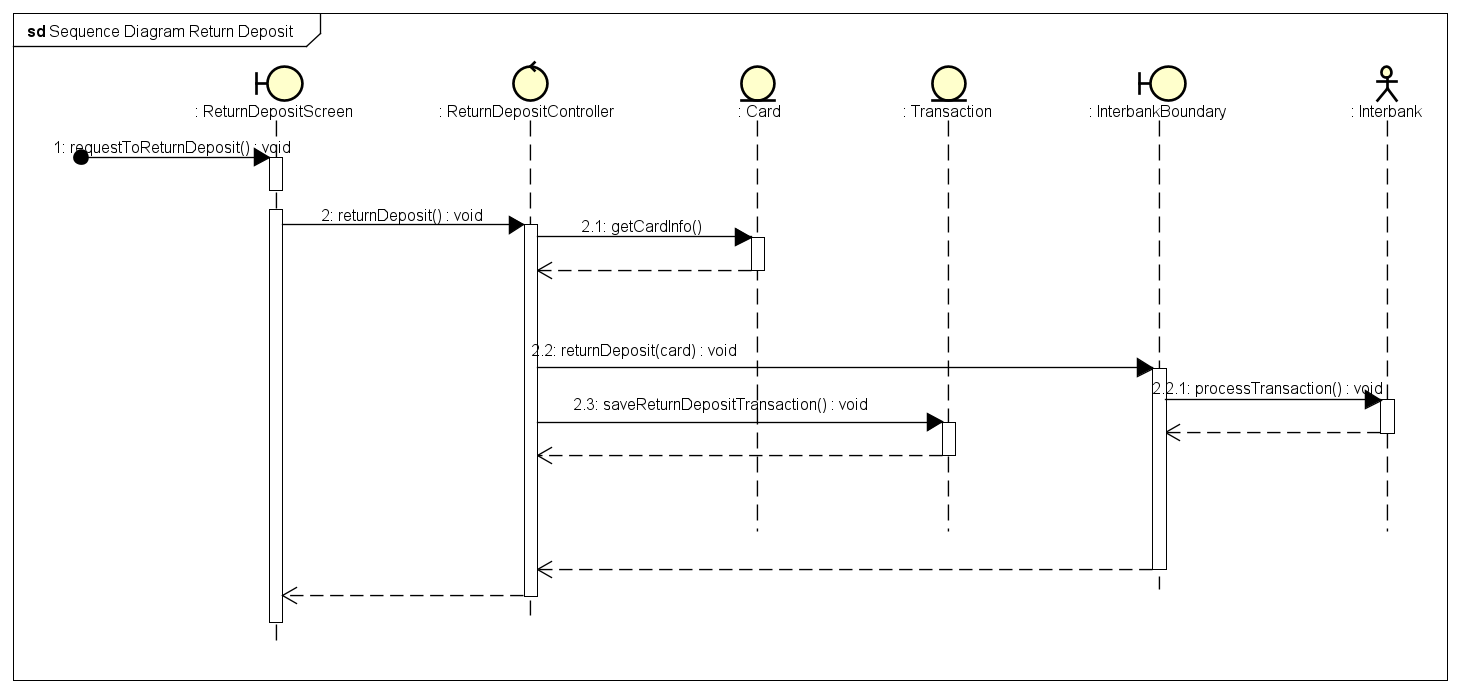 sd Sequence Diagram Return Deposit
: ReturnDepositScreen
: ReturnDepositController
: Card
: Transaction
: InterbankBoundary
: Interbank
1: requestToReturnDeposit() : void
2: returnDeposit() : void
2.1: getCardInfo()
2.2: returnDeposit(card) : void
2.2.1: processTransaction() : void
2.3: saveReturnDepositTransaction() : void